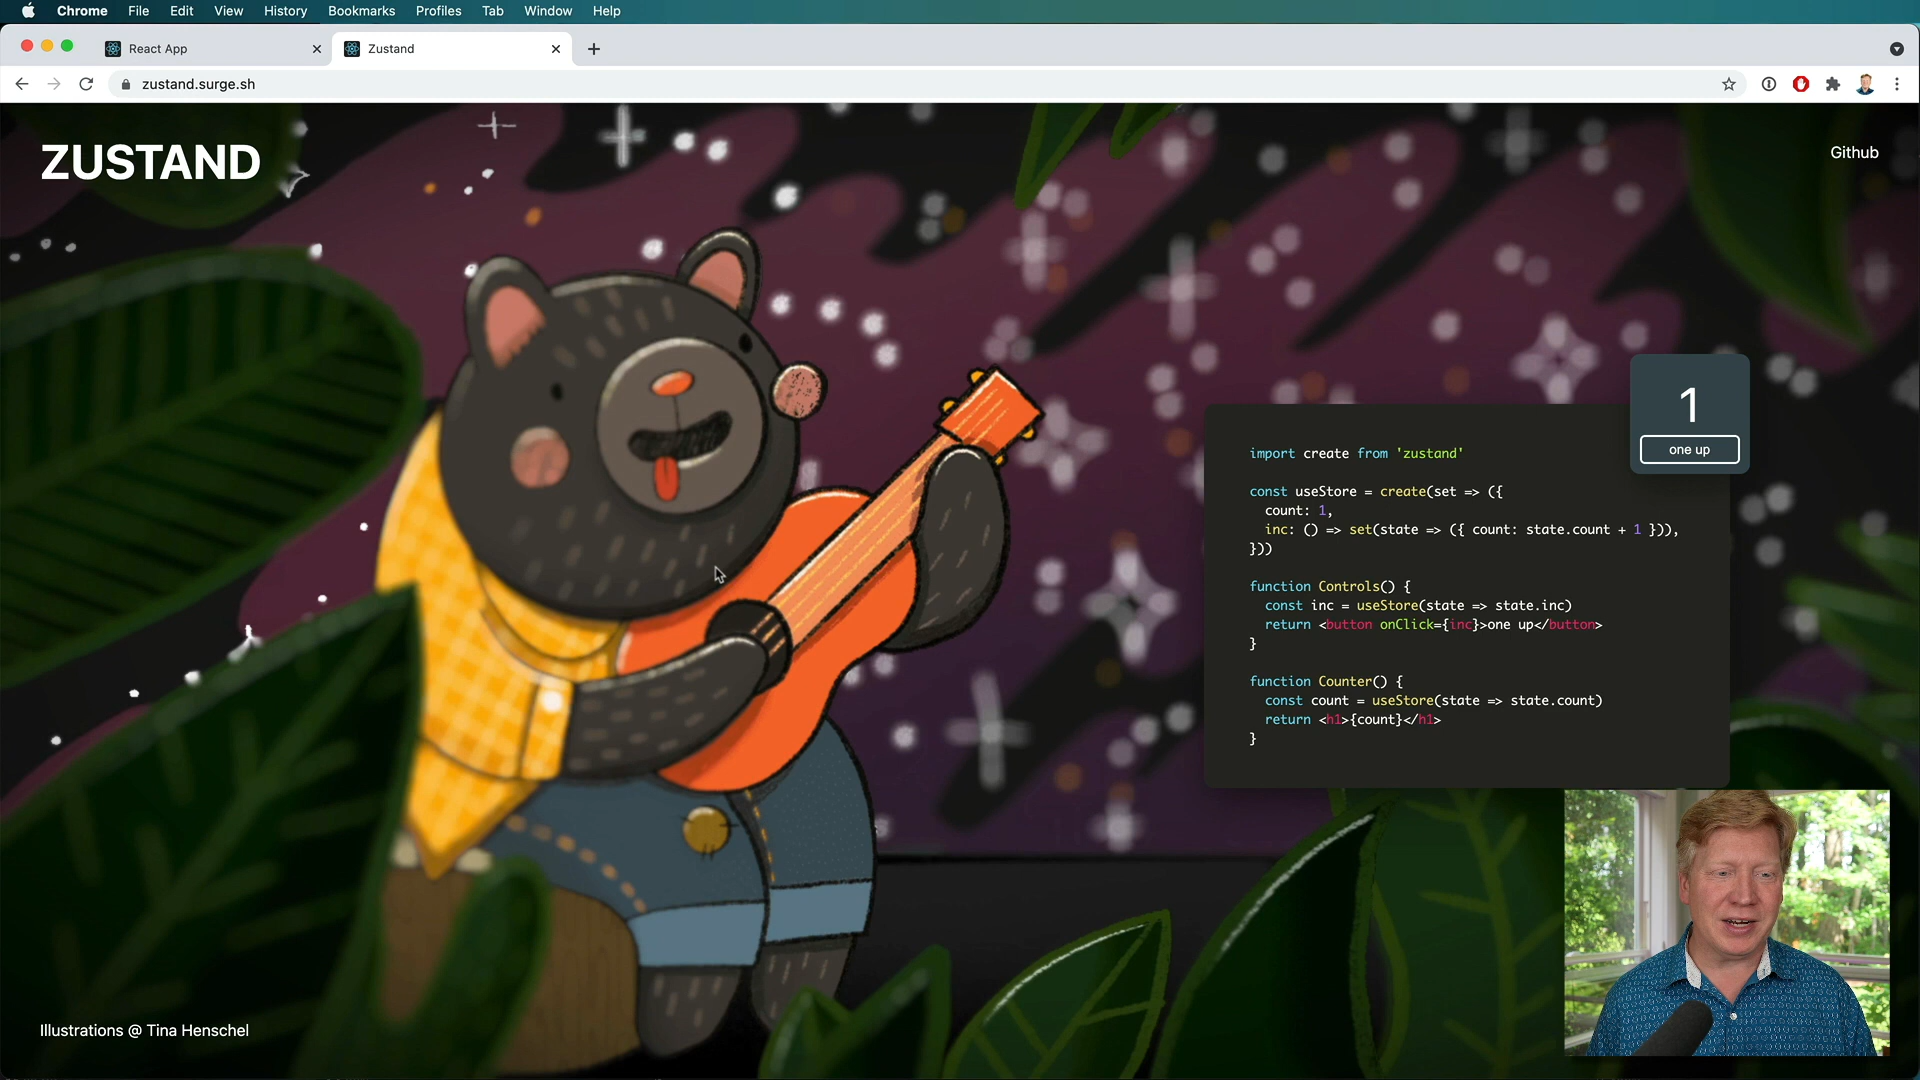 Chrome File Edit View History Bookmarks Profiles Tab Window Help
React App
Zustand
zustand.surge.sh
ZUSTAND
Github
1
one up
import create from 'zustand'
const useStore = create(set => ({
count: 1,
inc: () => set(state => ({ count: state.count + 1 })),
}))
function Controls() {
const inc = useStore(state => state.inc)
return <button onClick={inc}>one up</button>
}
function Counter() {
const count = useStore(state => state.count)
return <h1>{count}</h1>
}
Illustrations @ Tina Henschel